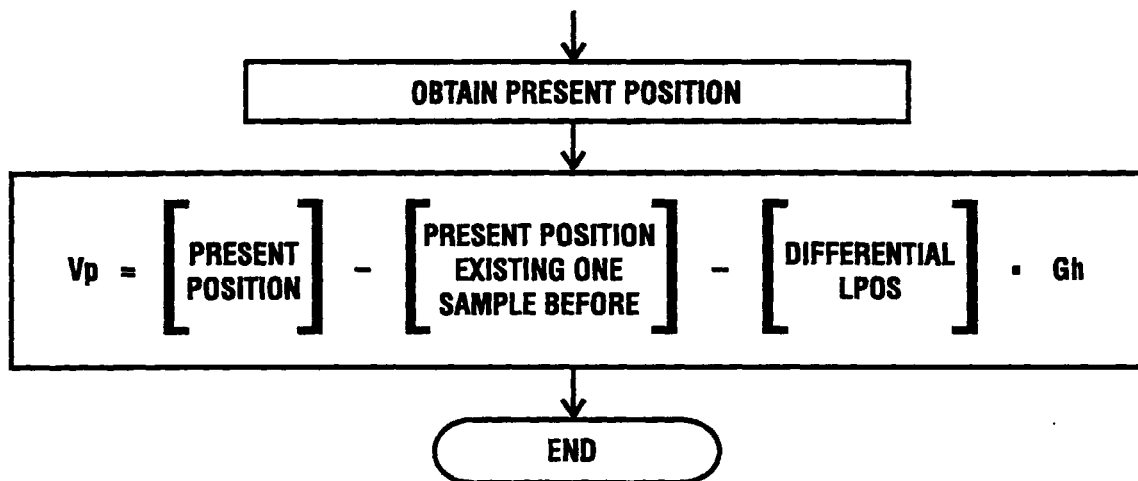 OBTAIN PRESENT POSITION
Vp = [PRESENT POSITION] - [PRESENT POSITION EXISTING ONE SAMPLE BEFORE] - [DIFFERENTIAL LPOS] ▪ Gh
END